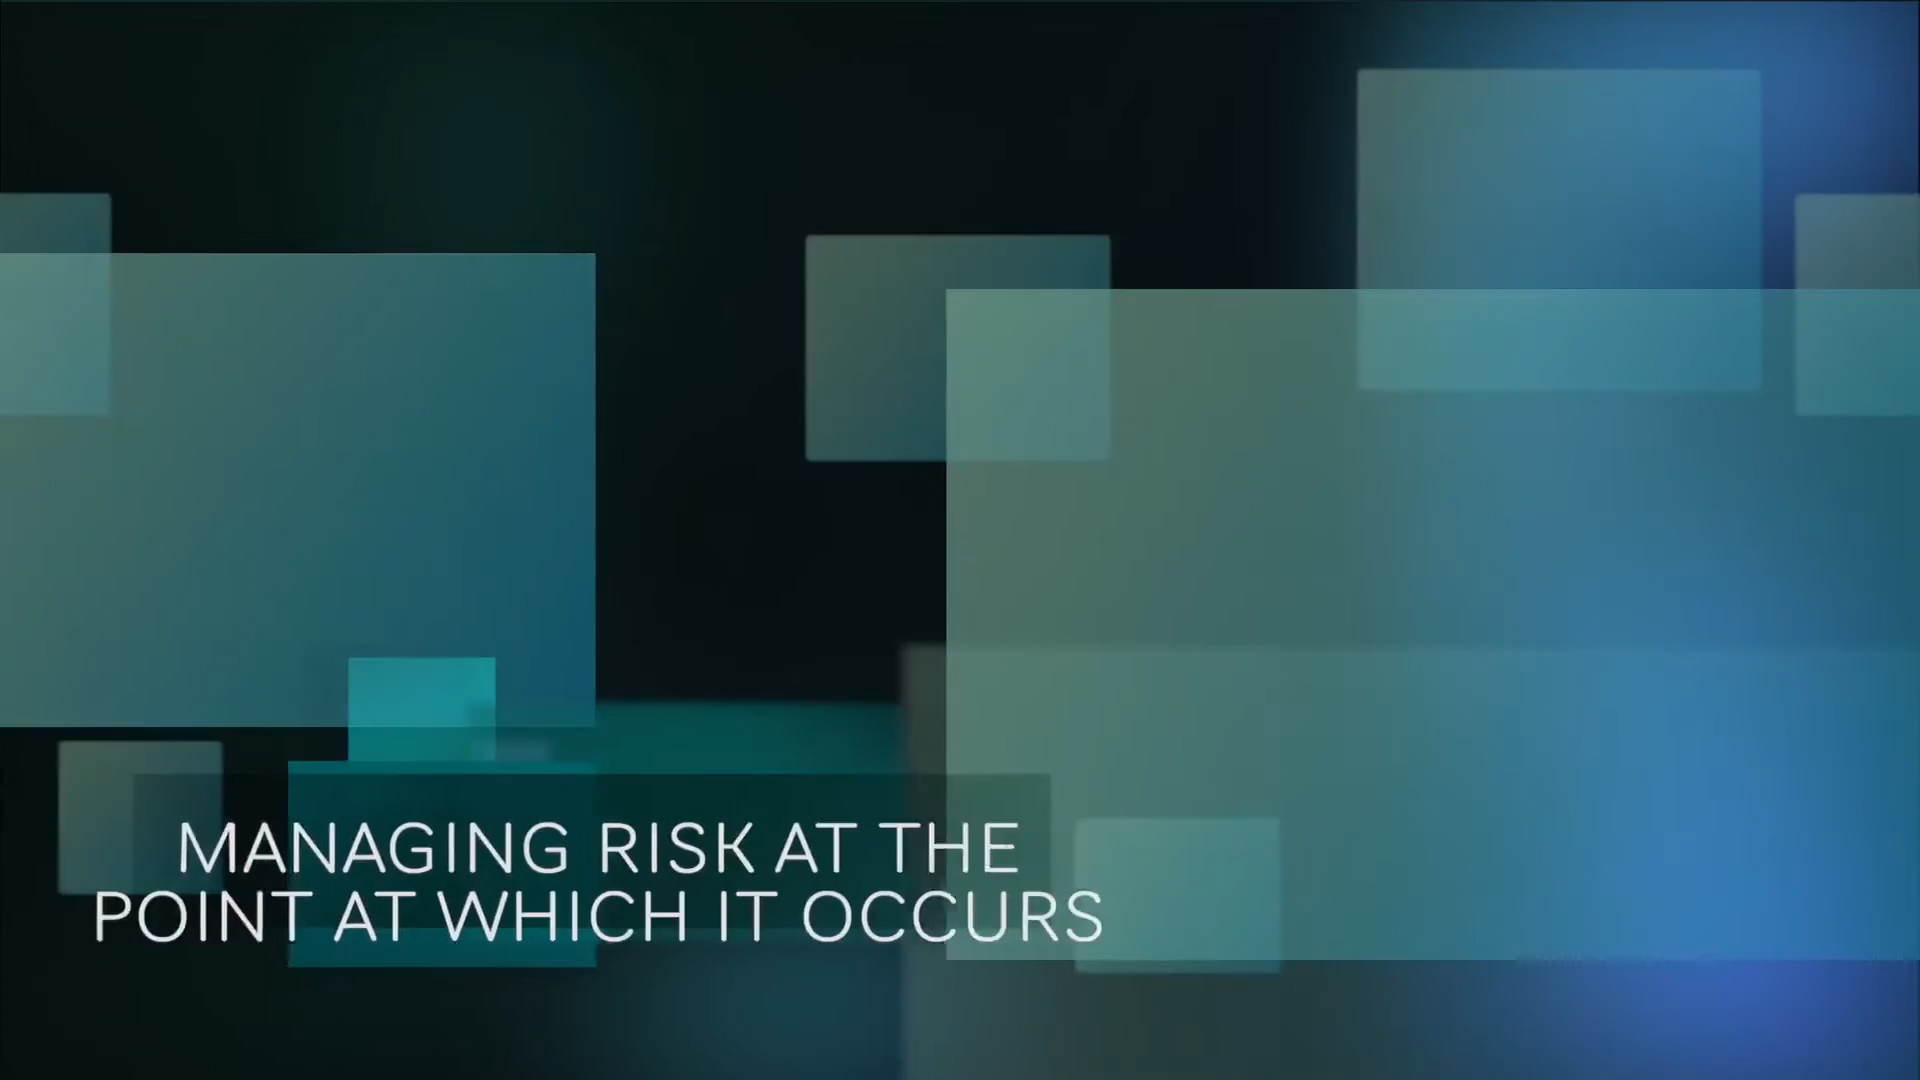 MANAGING RISK AT THE
POINT AT WHICH IT OCCURS